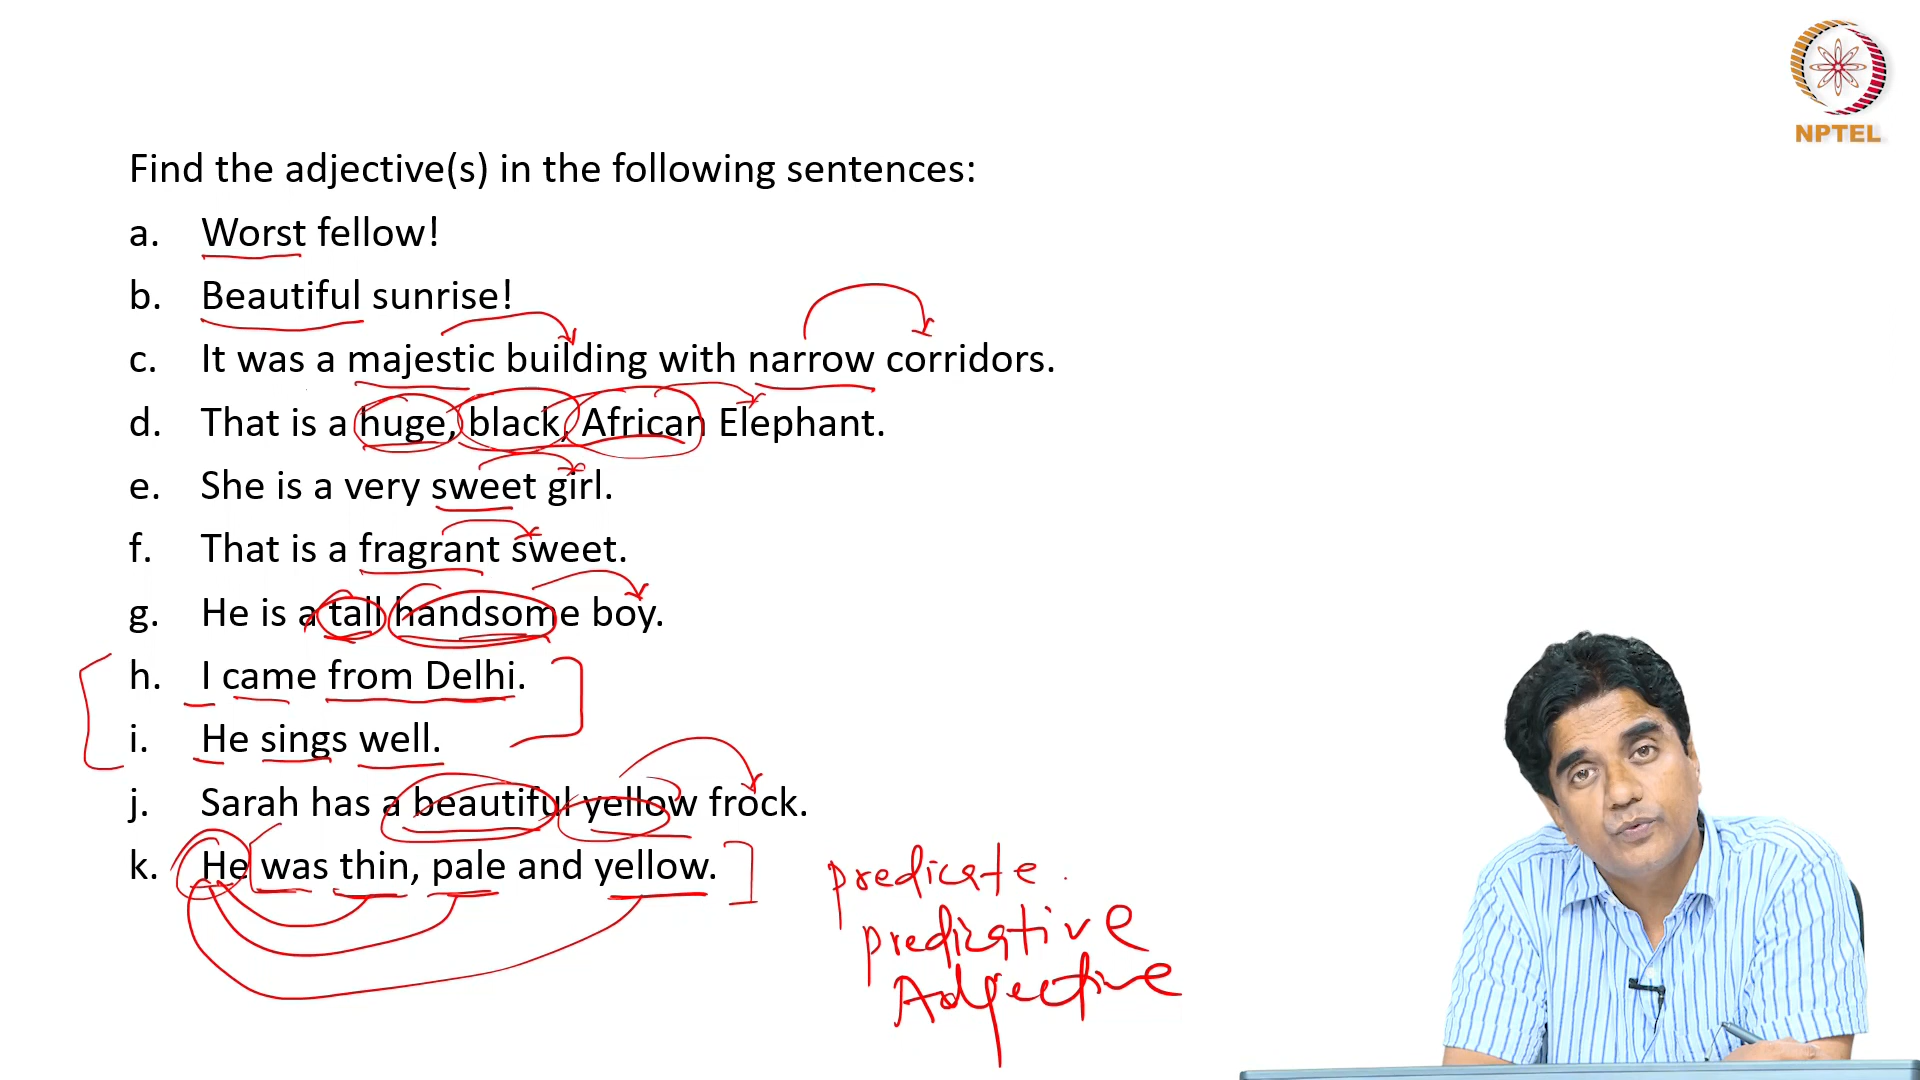 NPTEL
Find the adjective(s) in the following sentences:
a. Worst fellow!
b. Beautiful sunrise!
c. It was a majestic building with narrow corridors.
d. That is a huge, black, African Elephant.
e. She is a very sweet girl.
f. That is a fragrant sweet.
g. He is a tall handsome boy.
h. I came from Delhi.
i. He sings well.
j. Sarah has a beautiful yellow frock.
k. He was thin, pale and yellow.
predicate.
predicative
Adjective